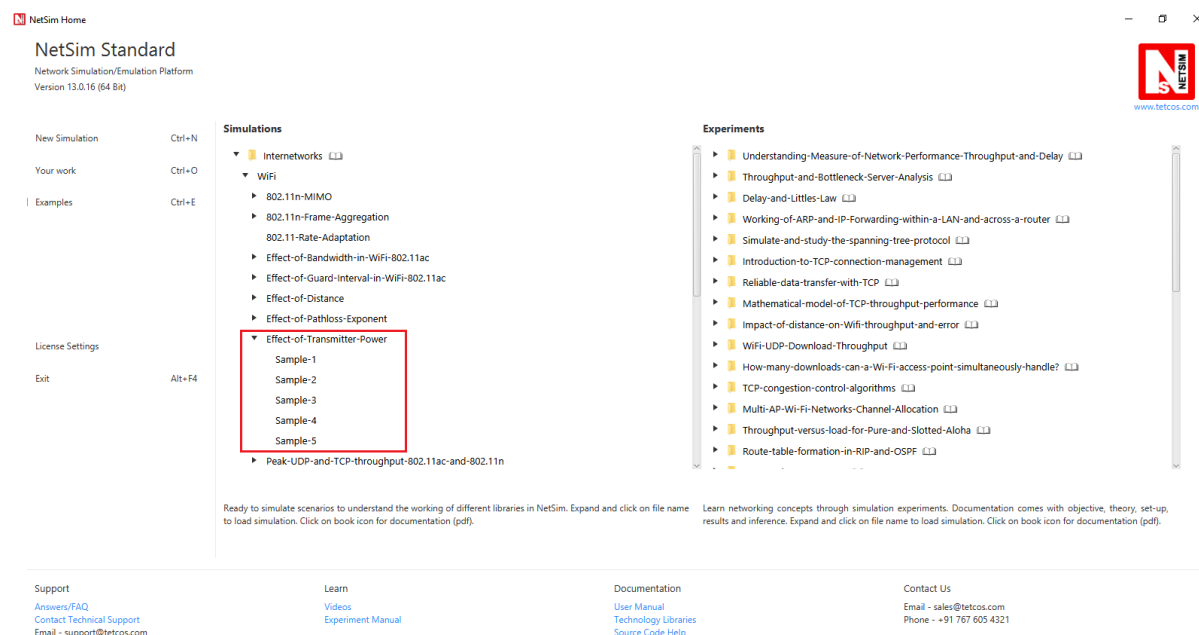 NetSim Home
NetSim Standard
Network Simulation/Emulation Platform
Version 13.0.16 (64 Bit)
N
S
NETSIM
www.tetcos.com
New Simulation Ctrl+N
Your work Ctrl+O
Examples Ctrl+E
License Settings
Exit Alt+F4
Simulations
Internetworks
WiFi
802.11n-MIMO
802.11n-Frame-Aggregation
802.11-Rate-Adaptation
Effect-of-Bandwidth-in-WiFi-802.11ac
Effect-of-Guard-Interval-in-WiFi-802.11ac
Effect-of-Distance
Effect-of-Pathloss-Exponent
Effect-of-Transmitter-Power
Sample-1
Sample-2
Sample-3
Sample-4
Sample-5
Peak-UDP-and-TCP-throughput-802.11ac-and-802.11n
Ready to simulate scenarios to understand the working of different libraries in NetSim. Expand and click on file name
to load simulation. Click on book icon for documentation (pdf).
Experiments
Understanding-Measure-of-Network-Performance-Throughput-and-Delay
Throughput-and-Bottleneck-Server-Analysis
Delay-and-Littles-Law
Working-of-ARP-and-IP-Forwarding-within-a-LAN-and-across-a-router
Simulate-and-study-the-spanning-tree-protocol
Introduction-to-TCP-connection-management
Reliable-data-transfer-with-TCP
Mathematical-model-of-TCP-throughput-performance
Impact-of-distance-on-Wifi-throughput-and-error
WiFi-UDP-Download-Throughput
How-many-downloads-can-a-Wi-Fi-access-point-simultaneously-handle?
TCP-congestion-control-algorithms
Multi-AP-Wi-Fi-Networks-Channel-Allocation
Throughput-versus-load-for-Pure-and-Slotted-Aloha
Route-table-formation-in-RIP-and-OSPF
Learn networking concepts through simulation experiments. Documentation comes with objective, theory, set-up,
results and inference. Expand and click on file name to load simulation. Click on book icon for documentation (pdf).
Support
Answers/FAQ
Contact Technical Support
Email - support@tetcos.com
Learn
Videos
Experiment Manual
Documentation
User Manual
Technology Libraries
Source Code Help
Contact Us
Email - sales@tetcos.com
Phone - +91 767 605 4321